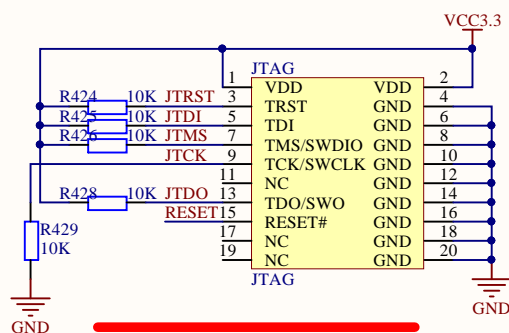 VCC3.3
JTAG
1 VDD VDD 2
R424 10K JTRST 3 TRST GND 4
R425 10K JTDI 5 TDI GND 6
R426 10K JTMS 7 TMS/SWDIO GND 8
JTCK 9 TCK/SWCLK GND 10
11 NC GND 12
R428 10K JTDO 13 TDO/SWO GND 14
RESET 15 RESET# GND 16
R429 17 NC GND 18
10K 19 NC GND 20
JTAG
GND
GND